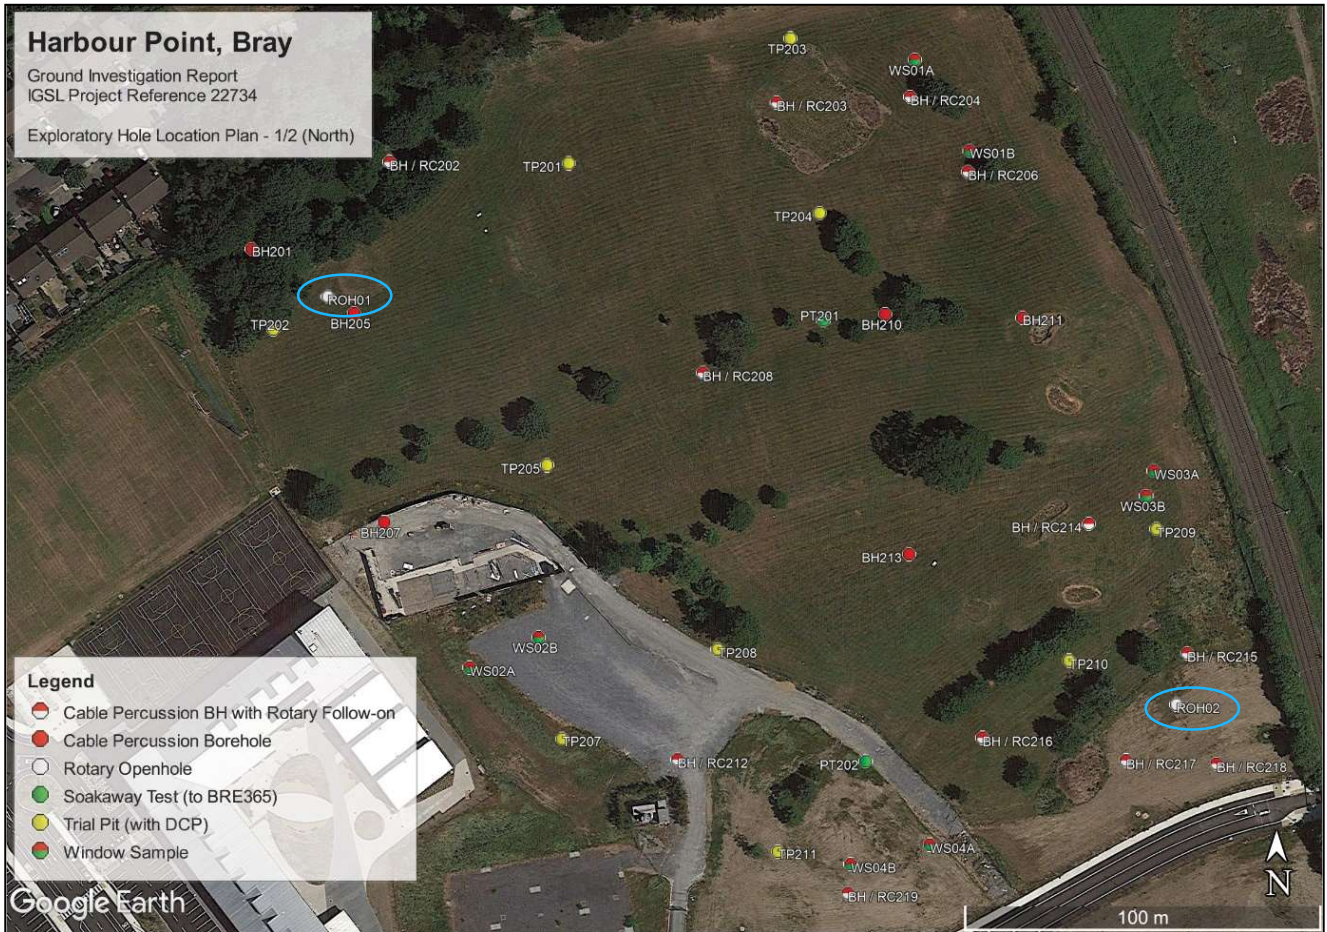 Harbour Point, Bray
Ground Investigation Report
IGSL Project Reference 22734
Exploratory Hole Location Plan - 1/2 (North)
TP203
WS01A
BH / RC203
BH / RC204
WS01B
BH / RC202
TP201
BH / RC206
TP204
BH201
ROH01
BH205
TP202
PT201
BH210
BH211
BH / RC208
TP205
WS03A
WS03B
BH207
BH / RC214
TP209
BH213
WS02B
TP208
BH / RC215
TP210
WS02A
ROH02
TP207
BH / RC216
BH / RC212
PT202
BH / RC217
BH / RC218
TP211
WS04A
WS04B
BH / RC219
Legend
Cable Percussion BH with Rotary Follow-on
Cable Percussion Borehole
Rotary Openhole
Soakaway Test (to BRE365)
Trial Pit (with DCP)
Window Sample
Google Earth
N
100 m